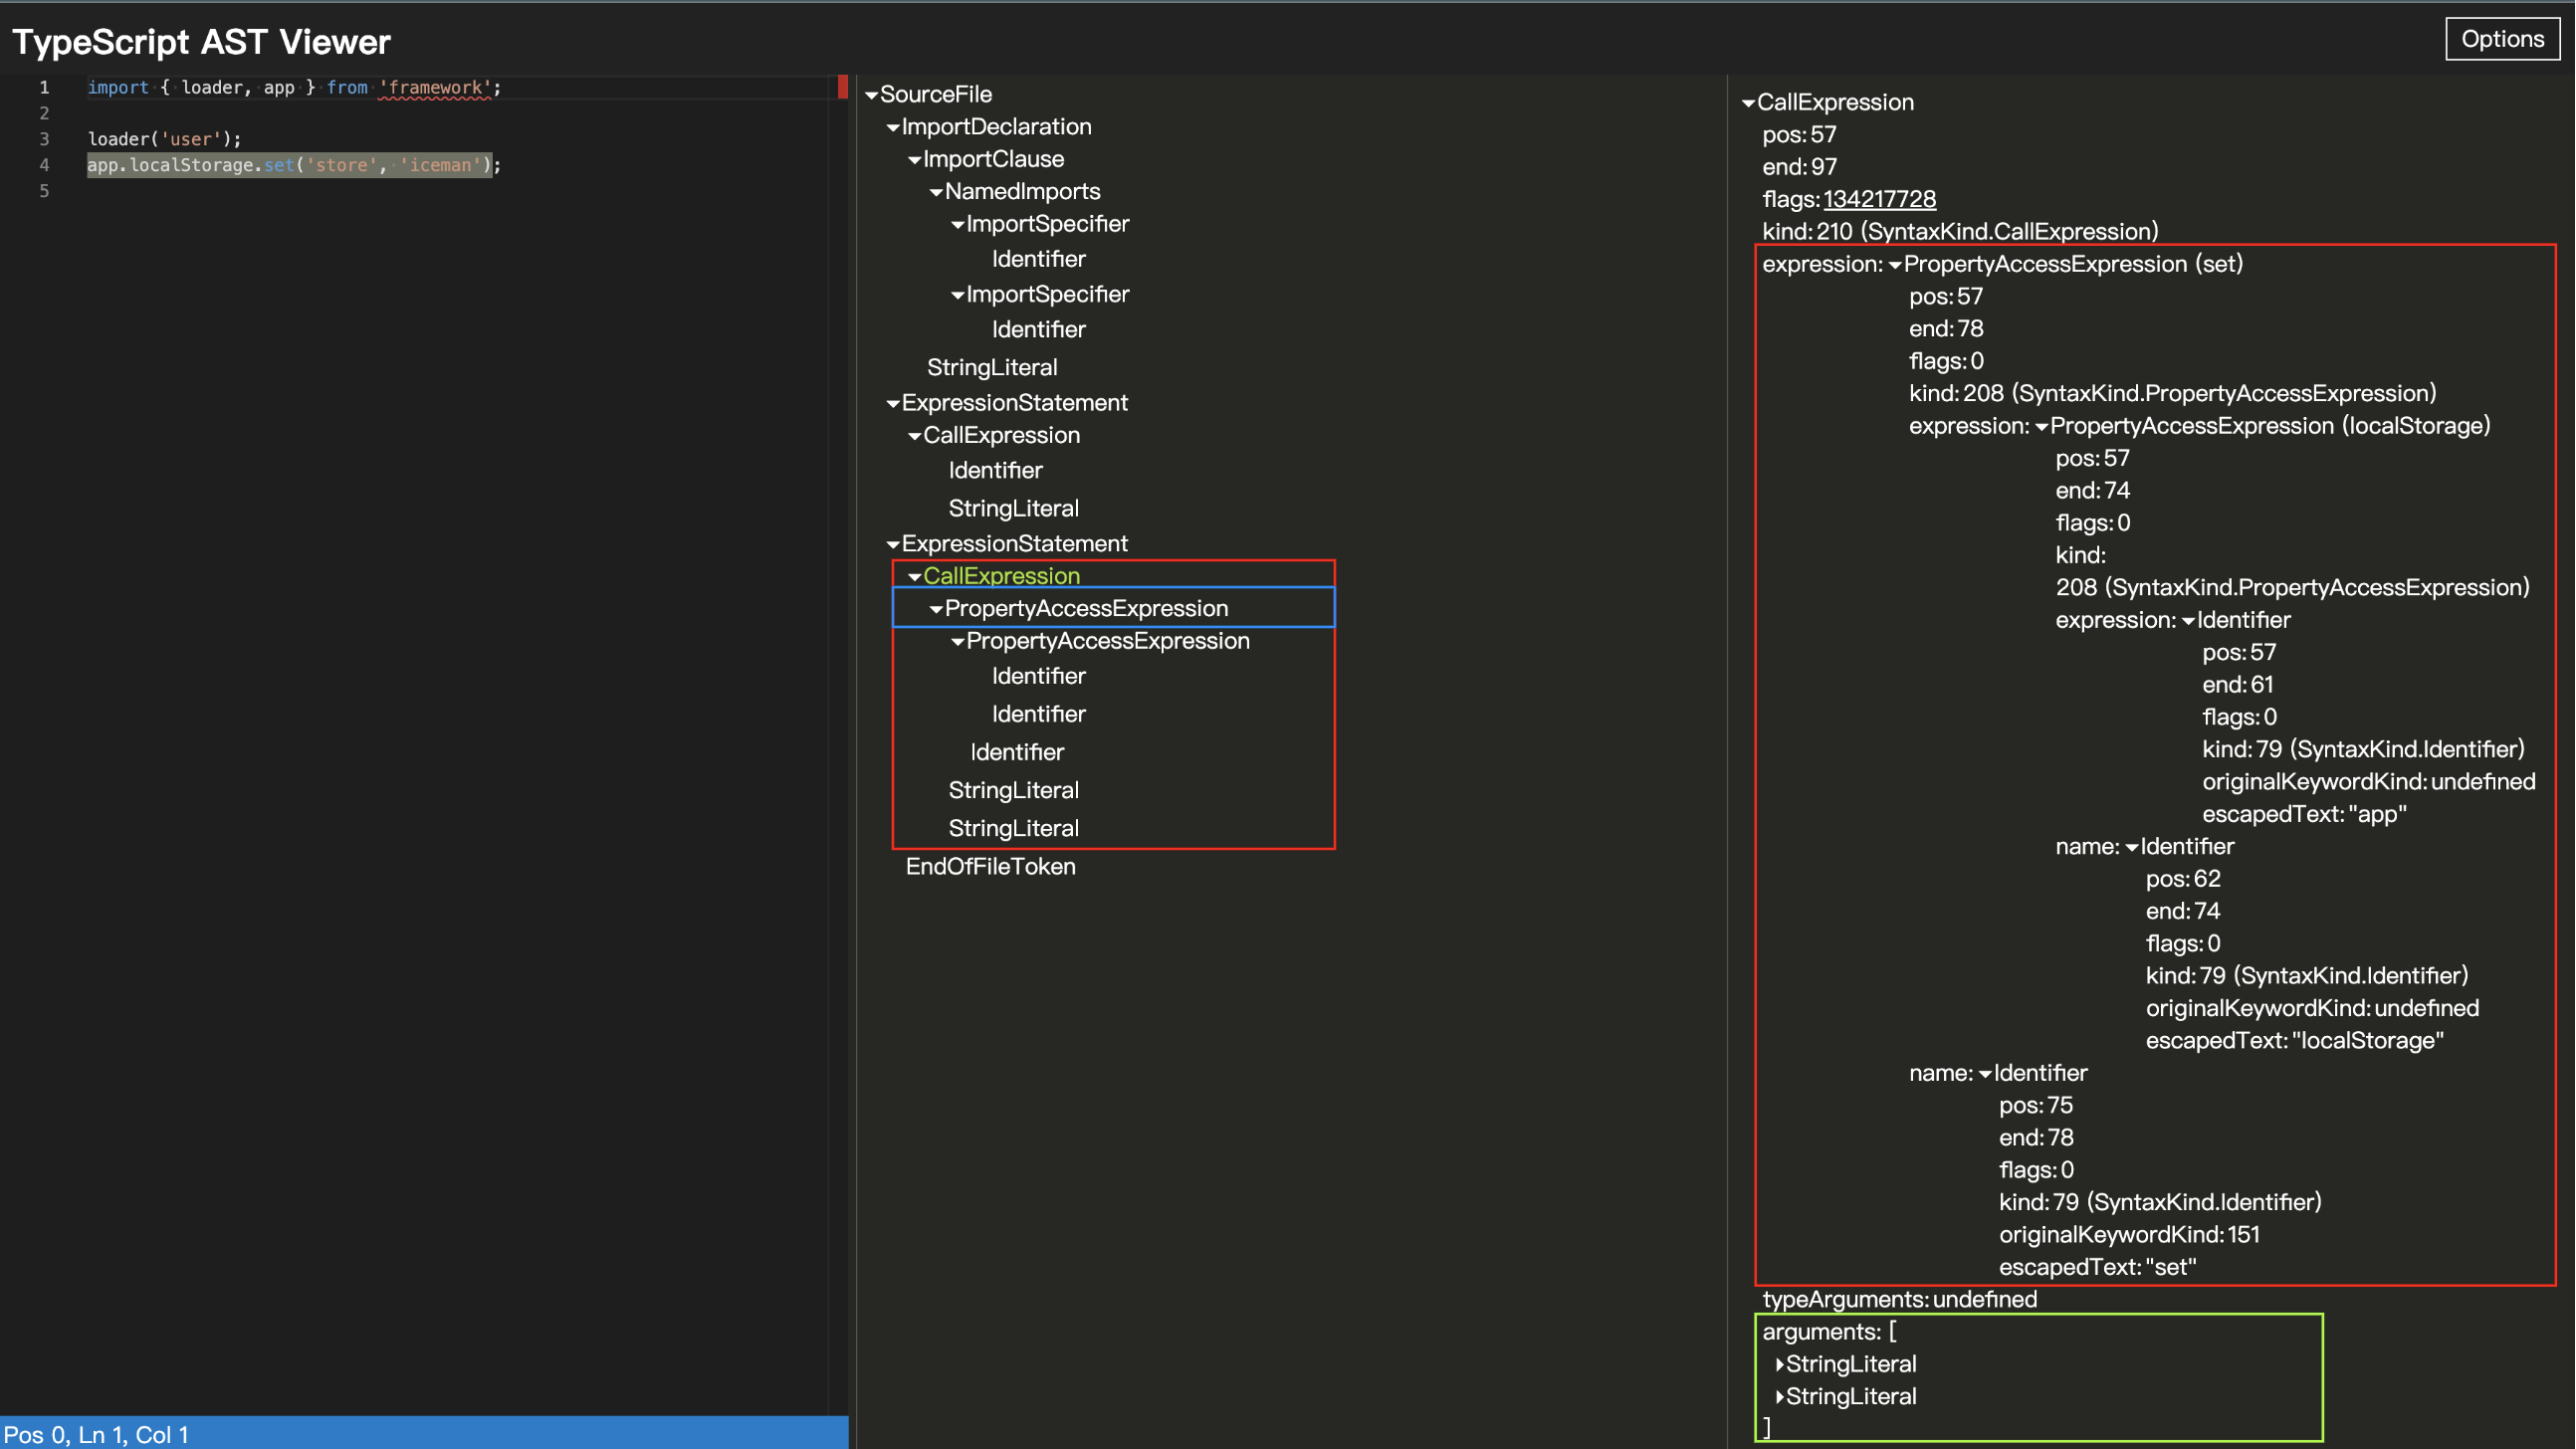 TypeScript AST Viewer
Options
1 import { loader, app } from 'framework';
2
3 loader('user');
4 app.localStorage.set('store', 'iceman');
5
Pos 0, Ln 1, Col 1
SourceFile
ImportDeclaration
ImportClause
NamedImports
ImportSpecifier
Identifier
ImportSpecifier
Identifier
StringLiteral
ExpressionStatement
CallExpression
Identifier
StringLiteral
ExpressionStatement
CallExpression
PropertyAccessExpression
PropertyAccessExpression
Identifier
Identifier
Identifier
StringLiteral
StringLiteral
EndOfFileToken
CallExpression
pos: 57
end: 97
flags: 134217728
kind: 210 (SyntaxKind.CallExpression)
expression: PropertyAccessExpression (set)
pos: 57
end: 78
flags: 0
kind: 208 (SyntaxKind.PropertyAccessExpression)
expression: PropertyAccessExpression (localStorage)
pos: 57
end: 74
flags: 0
kind:
208 (SyntaxKind.PropertyAccessExpression)
expression: Identifier
pos: 57
end: 61
flags: 0
kind: 79 (SyntaxKind.Identifier)
originalKeywordKind: undefined
escapedText: "app"
name: Identifier
pos: 62
end: 74
flags: 0
kind: 79 (SyntaxKind.Identifier)
originalKeywordKind: undefined
escapedText: "localStorage"
name: Identifier
pos: 75
end: 78
flags: 0
kind: 79 (SyntaxKind.Identifier)
originalKeywordKind: 151
escapedText: "set"
typeArguments: undefined
arguments: [
StringLiteral
StringLiteral
]